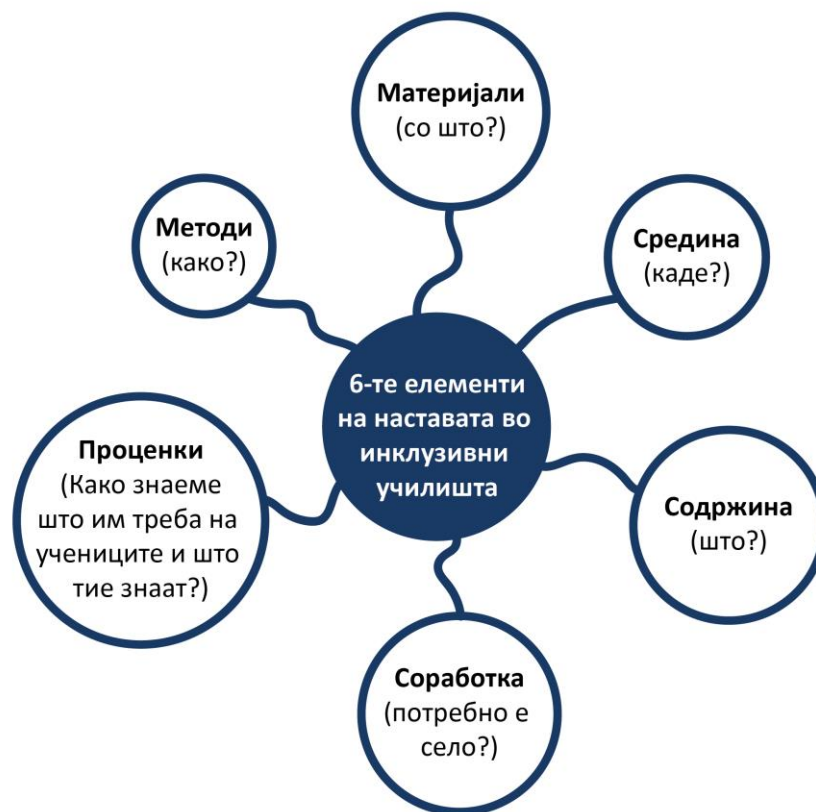 Материјали
(со што?)
Методи
(како?)
Средина
(каде?)
6-те елементи
на наставата во
инклузивни
училишта
Проценки
(Како знаеме
што им треба на
учениците и што
тие знаат?)
Содржина
(што?)
Соработка
(потребно е
село?)